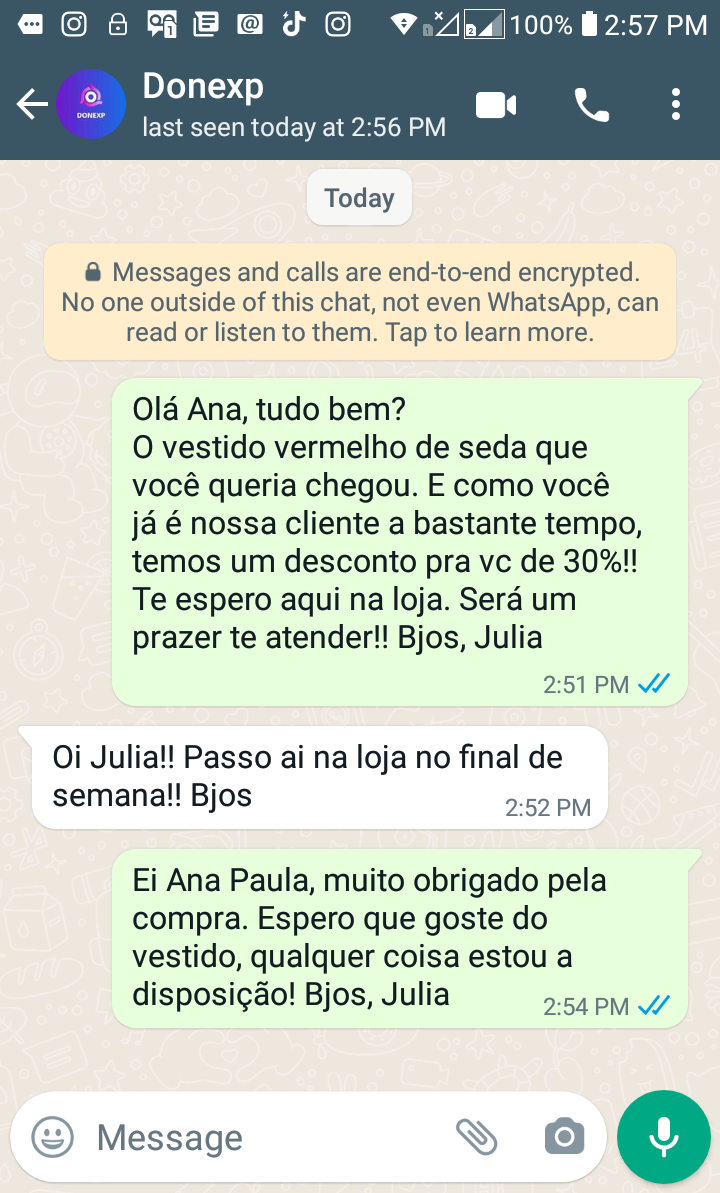 100% 2:57 PM
Donexp
DONEXP
last seen today at 2:56 PM
Today
Messages and calls are end-to-end encrypted.
No one outside of this chat, not even WhatsApp, can
read or listen to them. Tap to learn more.
Olá Ana, tudo bem?
O vestido vermelho de seda que
você queria chegou. E como você
já é nossa cliente a bastante tempo,
temos um desconto pra vc de 30%!!
Te espero aqui na loja. Será um
prazer te atender!! Bjos, Julia
2:51 PM
Oi Julia!! Passo ai na loja no final de
semana!! Bjos
2:52 PM
Ei Ana Paula, muito obrigado pela
compra. Espero que goste do
vestido, qualquer coisa estou a
disposição! Bjos, Julia
2:54 PM
Message